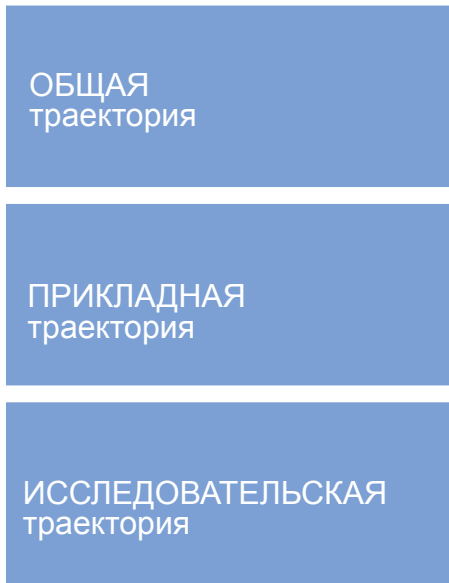 ОБЩАЯ
траектория
ПРИКЛАДНАЯ
траектория
ИССЛЕДОВАТЕЛЬСКАЯ
траектория